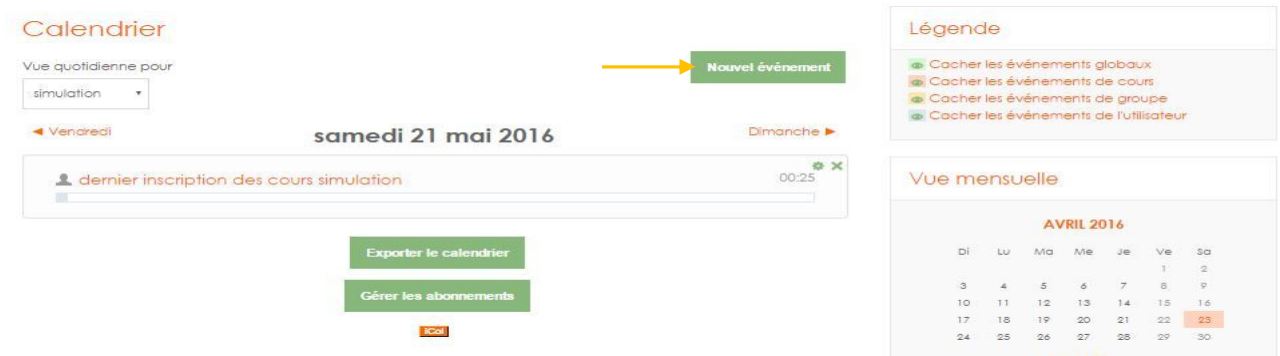 Calendrier
Vue quotidienne pour
simulation
Nouvel événement
◄ Vendredi
samedi 21 mai 2016
Dimanche ►
dernier inscription des cours simulation
00:25
Exporter le calendrier
Gérer les abonnements
iCal
Légende
Cacher les événements globaux
Cacher les événements de cours
Cacher les événements de groupe
Cacher les événements de l'utilisateur
Vue mensuelle
AVRIL 2016
Di Lu Ma Me Je Ve Sa
1 2
3 4 5 6 7 8 9
10 11 12 13 14 15 16
17 18 19 20 21 22 23
24 25 26 27 28 29 30